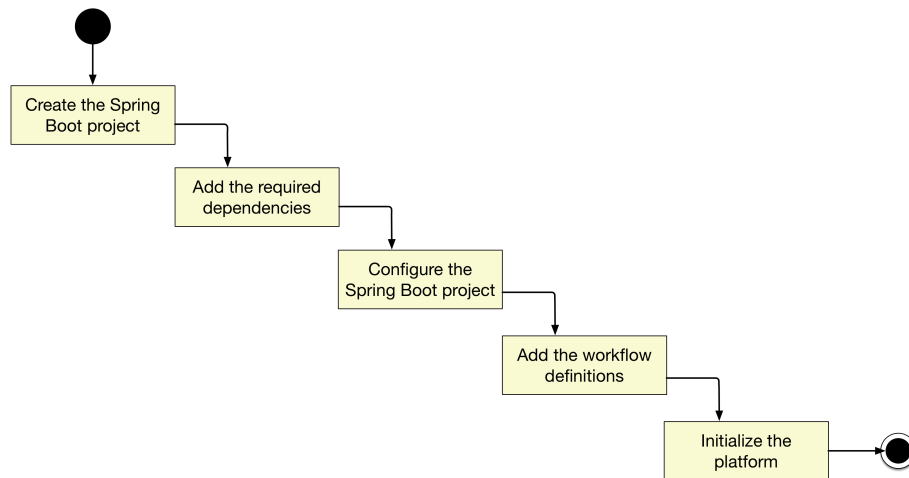 Create the Spring
Boot project
Add the required
dependencies
Configure the
Spring Boot project
Add the workflow
definitions
Initialize the
platform